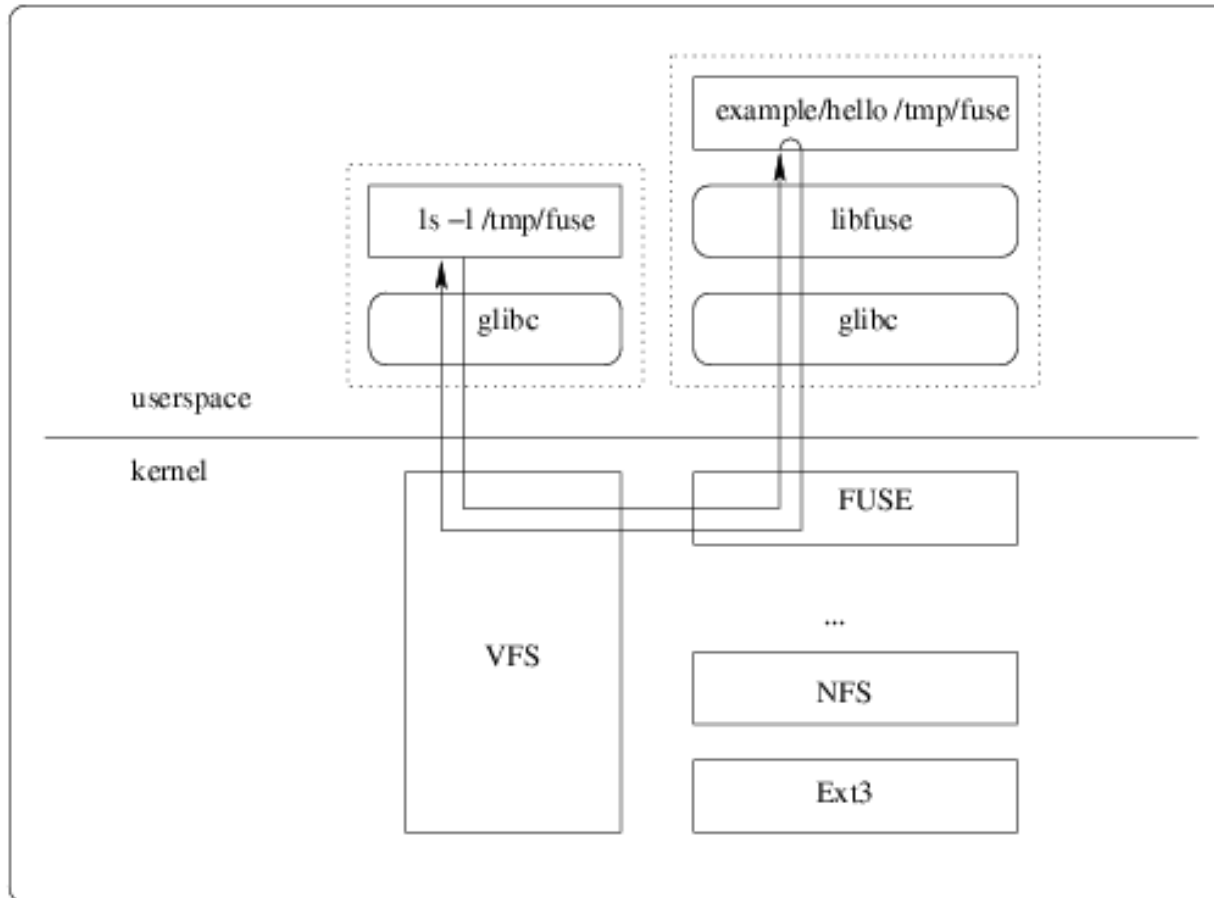 example/hello /tmp/fuse
ls –l /tmp/fuse
libfuse
glibc
glibc
userspace
kernel
FUSE
...
VFS
NFS
Ext3